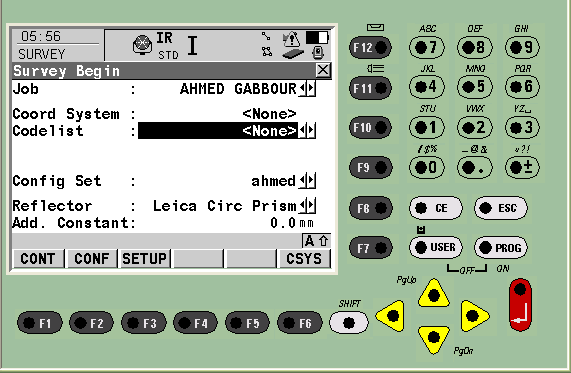 05:56
SURVEY
IR
STD
I
Survey Begin
Job : AHMED GABBOUR
Coord System : <None>
Codelist : <None>
Config Set : ahmed
Reflector : Leica Circ Prism
Add. Constant: 0.0 mm
A
CONT CONF SETUP CSYS
F12
F11
F10
F9
F8
F7
ABC DEF GHI
7 8 9
JKL MNO PQR
4 5 6
STU VWX YZ
1 2 3
/$% _@& *?!
0 . ±
CE ESC
USER PROG
OFF ON
PgUp
SHIFT
F1 F2 F3 F4 F5 F6
PgDn